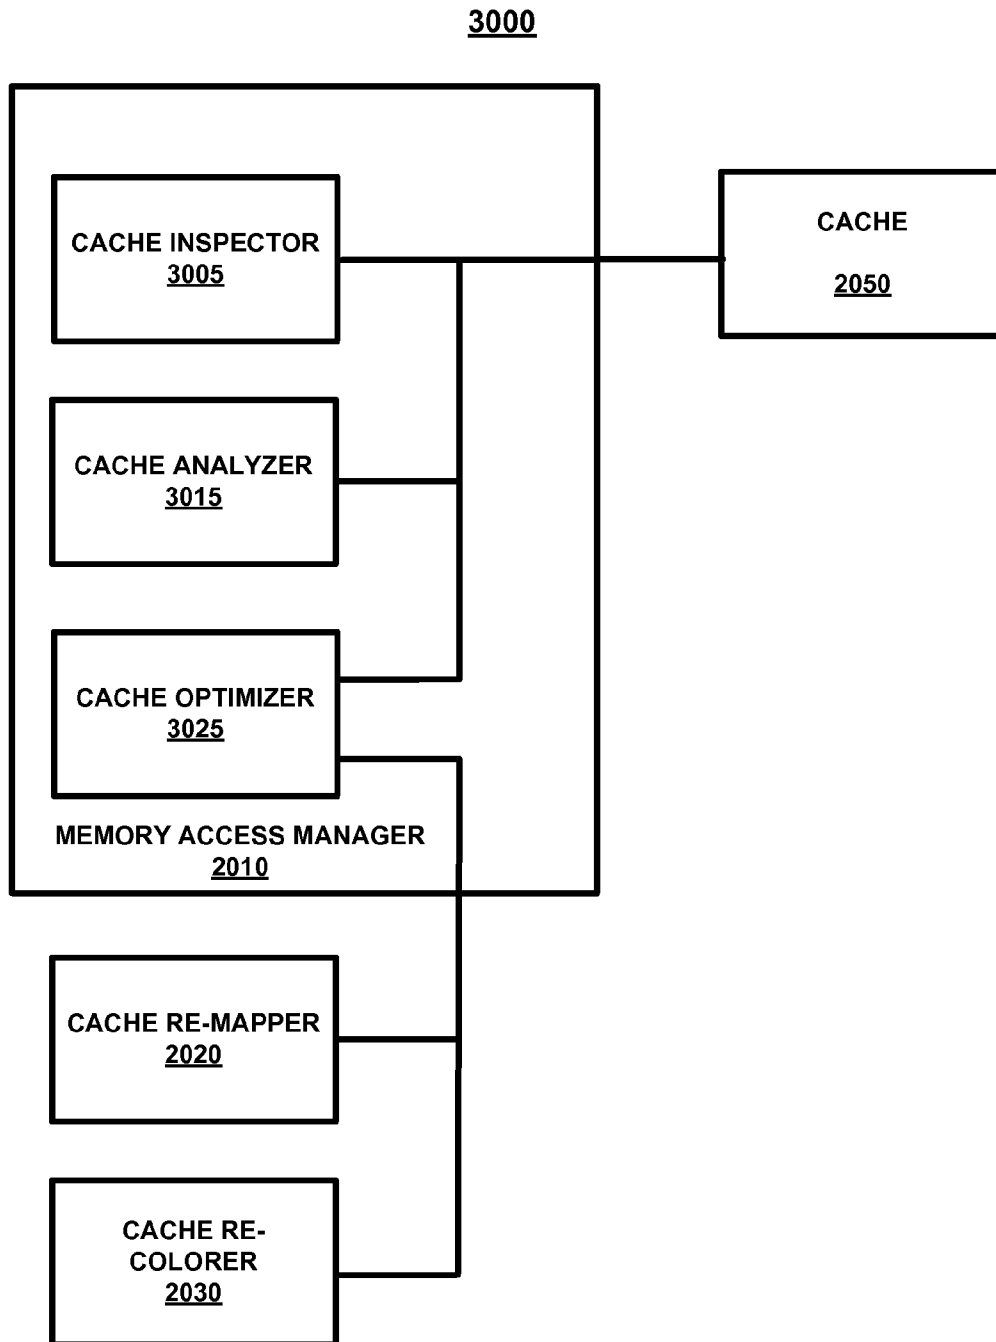 3000
CACHE INSPECTOR
3005
CACHE
2050
CACHE ANALYZER
3015
CACHE OPTIMIZER
3025
MEMORY ACCESS MANAGER
2010
CACHE RE-MAPPER
2020
CACHE RE-
COLORER
2030